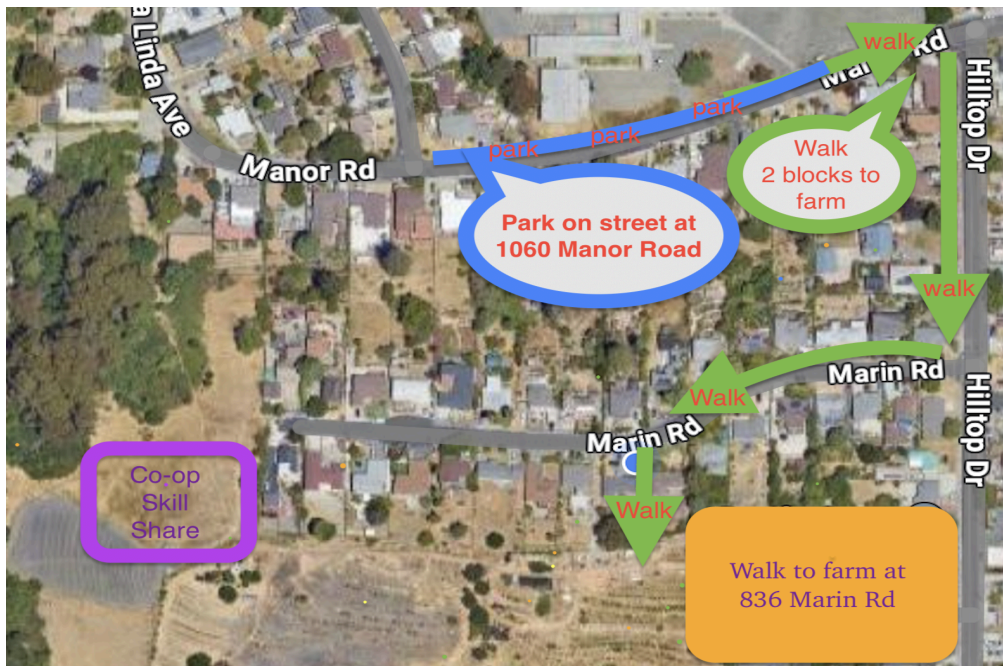 a Linda Ave
Manor Rd
park
park
park
walk
Hilltop Dr
Park on street at
1060 Manor Road
Walk
2 blocks to
farm
walk
Walk
Marin Rd
Marin Rd
Hilltop Dr
Walk
Co-op
Skill
Share
Walk to farm at
836 Marin Rd